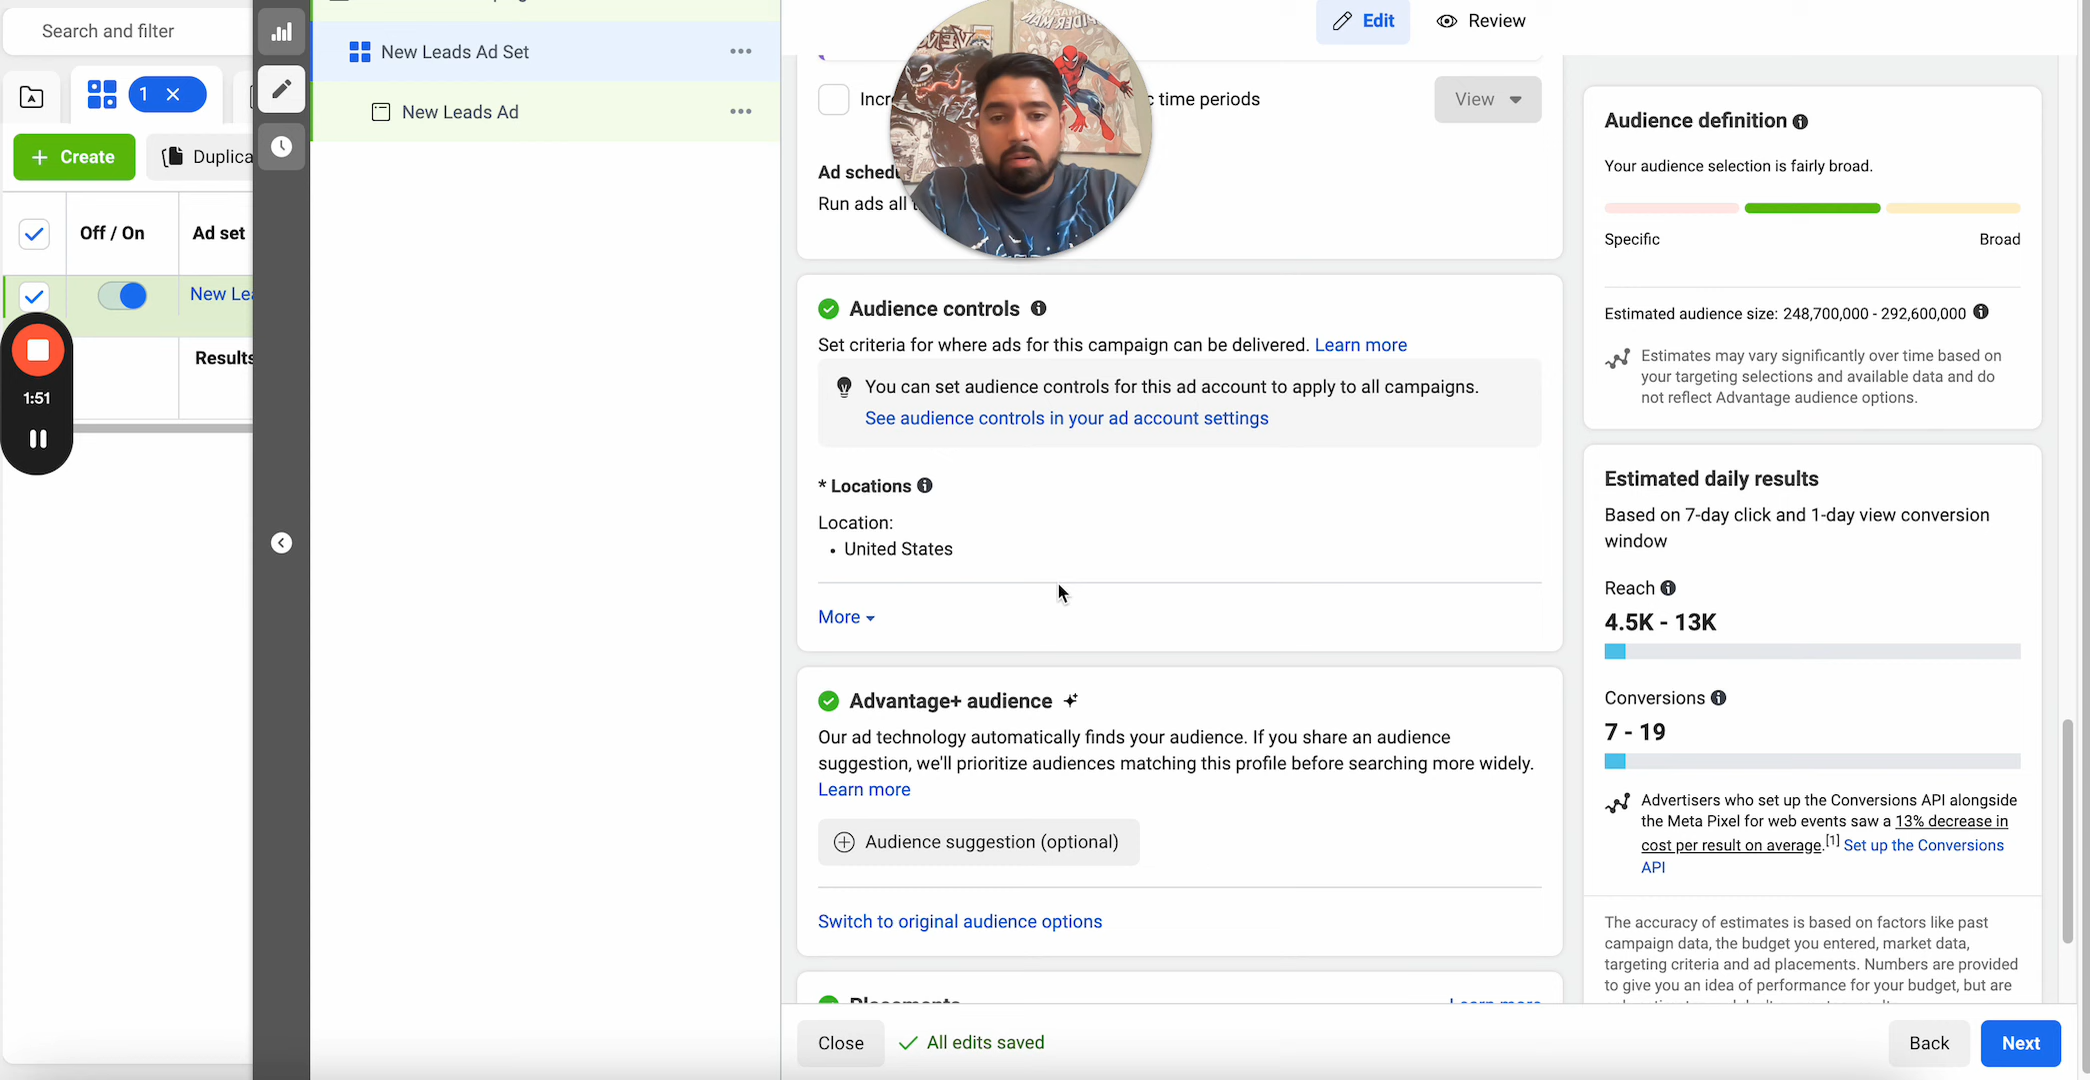 Search and filter
1
Create
Duplica
Off / On
Ad set
New Lea
Results
1:51
New Leads Ad Set
New Leads Ad
Edit
Review
time periods
View
Run ads all
Audience controls
Set criteria for where ads for this campaign can be delivered. Learn more
You can set audience controls for this ad account to apply to all campaigns.
See audience controls in your ad account settings
* Locations
Location:
• United States
More
Advantage+ audience
Our ad technology automatically finds your audience. If you share an audience
suggestion, we'll prioritize audiences matching this profile before searching more widely.
Learn more
Audience suggestion (optional)
Switch to original audience options
Placements
Learn more
Close
All edits saved
Back
Next
Audience definition
Your audience selection is fairly broad.
Specific
Broad
Estimated audience size: 248,700,000 - 292,600,000
Estimates may vary significantly over time based on
your targeting selections and available data and do
not reflect Advantage audience options.
Estimated daily results
Based on 7-day click and 1-day view conversion
window
Reach
4.5K - 13K
Conversions
7 - 19
Advertisers who set up the Conversions API alongside
the Meta Pixel for web events saw a 13% decrease in
cost per result on average.[1] Set up the Conversions
API
The accuracy of estimates is based on factors like past
campaign data, the budget you entered, market data,
targeting criteria and ad placements. Numbers are provided
to give you an idea of performance for your budget, but are